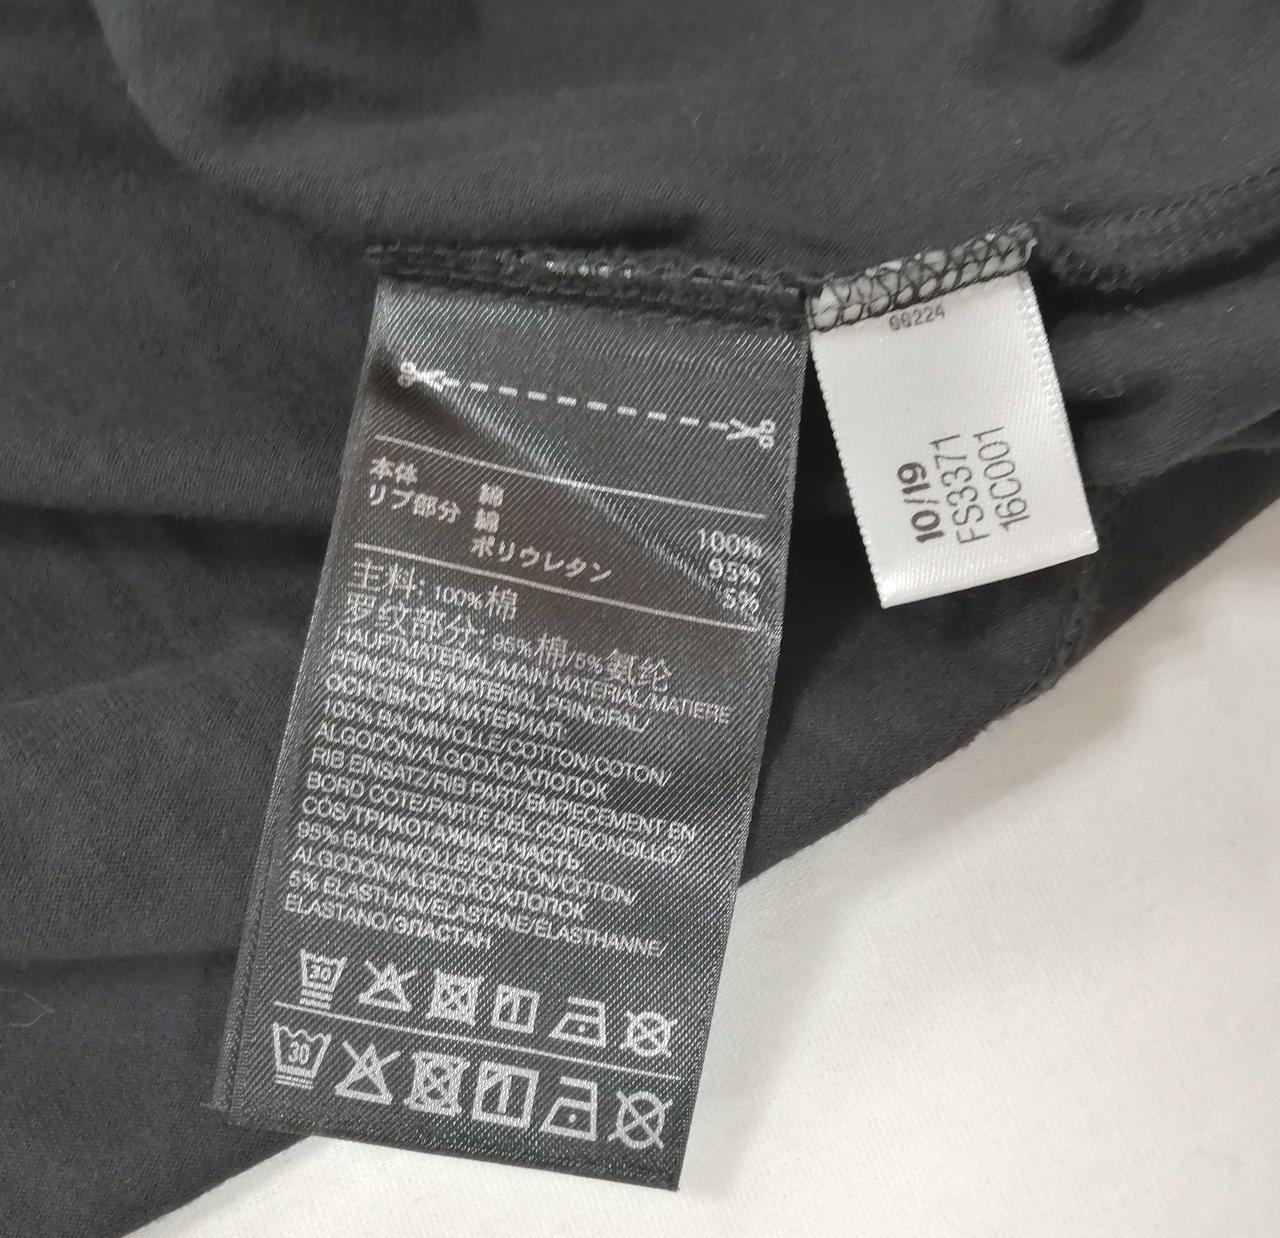 本体 綿 100%
リブ部分 綿 95%
ポリウレタン 5%
主料: 100%棉
罗纹部分: 95%棉/5%氨纶
HAUPTMATERIAL/MAIN MATERIAL/MATIERE
PRINCIPALE/MATERIAL PRINCIPAL/
ОСНОВНОЙ МАТЕРИАЛ
100% BAUMWOLLE/COTTON/COTON/
ALGODON/ALGODÃO/ХЛОПОК
RIB EINSATZ/RIB PART/EMPIECEMENT EN
BORD COTE/PARTE DEL CORDONCILLO/
COS/ТРИКОТАЖНАЯ ЧАСТЬ
95% BAUMWOLLE/COTTON/COTON/
ALGODON/ALGODÃO/ХЛОПОК
5% ELASTHAN/ELASTANE/ELASTHANNE/
ELASTANO/ЭЛАСТАН
30
30
00224
10/19
FS3371
16C001